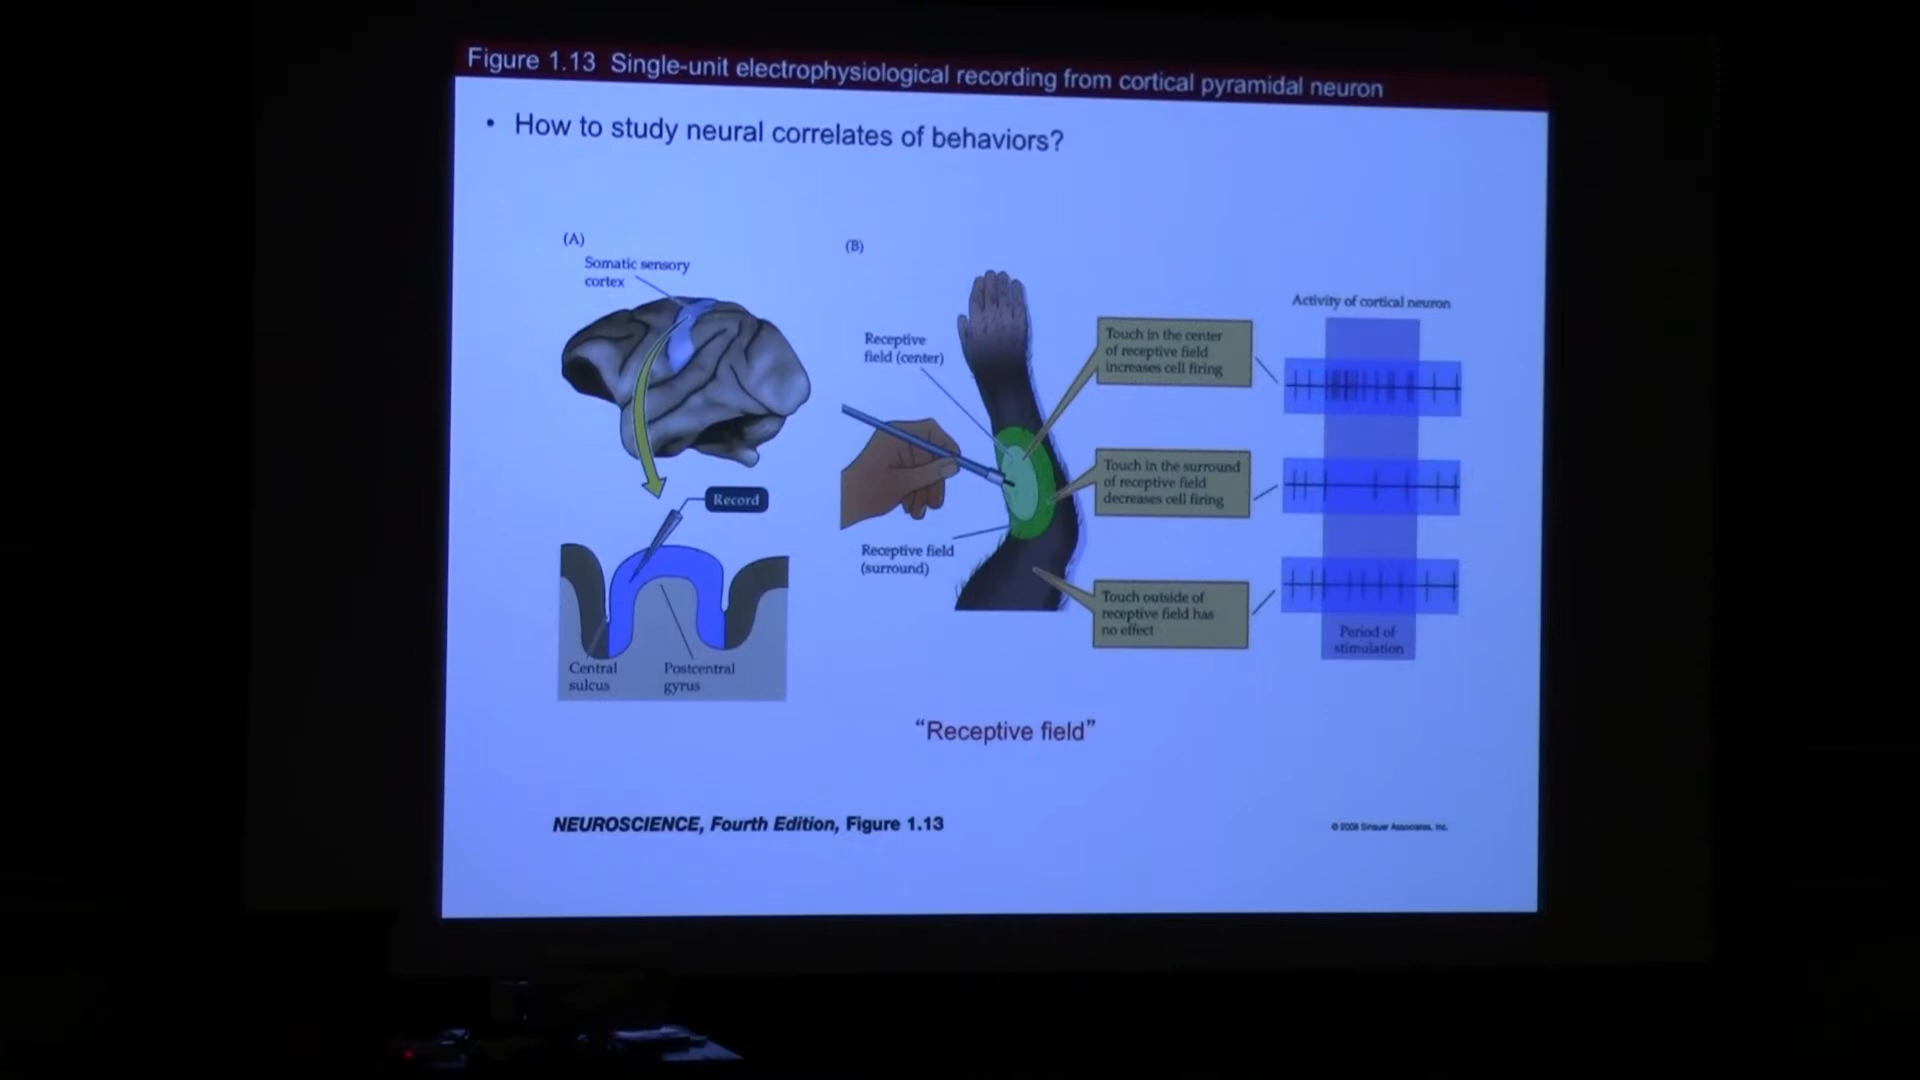 Figure 1.13 Single-unit electrophysiological recording from cortical pyramidal neuron
• How to study neural correlates of behaviors?
(A)
Somatic sensory
cortex
Record
Central
sulcus
Postcentral
gyrus
(B)
Receptive
field (center)
Receptive field
(surround)
Touch in the center
of receptive field
increases cell firing
Touch in the surround
of receptive field
decreases cell firing
Touch outside of
receptive field has
no effect
Activity of cortical neuron
Period of
stimulation
“Receptive field”
NEUROSCIENCE, Fourth Edition, Figure 1.13
© 2008 Sinauer Associates, Inc.